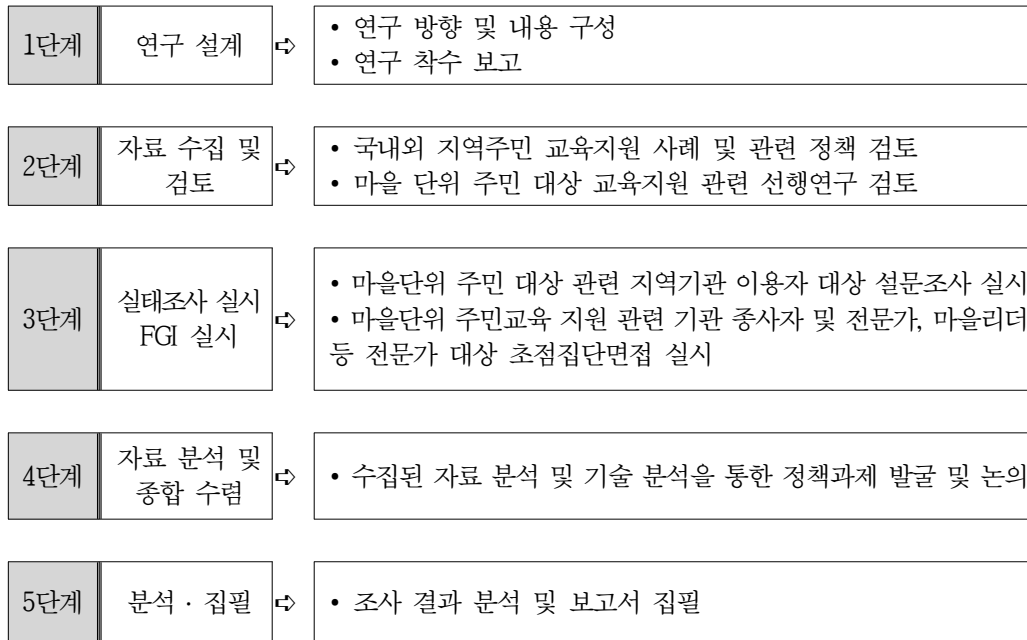 1단계 연구 설계 ➪ • 연구 방향 및 내용 구성
• 연구 착수 보고
2단계 자료 수집 및 검토 ➪ • 국내외 지역주민 교육지원 사례 및 관련 정책 검토
• 마을 단위 주민 대상 교육지원 관련 선행연구 검토
3단계 실태조사 실시 FGI 실시 ➪ • 마을단위 주민 대상 관련 지역기관 이용자 대상 설문조사 실시
• 마을단위 주민교육 지원 관련 기관 종사자 및 전문가, 마을리더
등 전문가 대상 초점집단면접 실시
4단계 자료 분석 및 종합 수렴 ➪ • 수집된 자료 분석 및 기술 분석을 통한 정책과제 발굴 및 논의
5단계 분석 · 집필 ➪ • 조사 결과 분석 및 보고서 집필